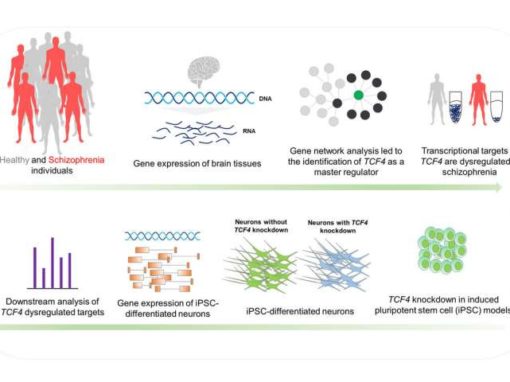 DNA
RNA
Healthy and Schizophrenia
individuals
Gene expression of brain tissues
Gene network analysis led to
the identification of TCF4 as a
master regulator
Transcriptional targets
TCF4 are dysregulated
schizophrenia
Neurons without
TCF4 knockdown
Neurons with TCF4
knockdown
Downstream analysis of
TCF4 dysregulated targets
Gene expression of iPSC-
differentiated neurons
iPSC-differentiated neurons
TCF4 knockdown in induced
pluripotent stem cell (iPSC) models